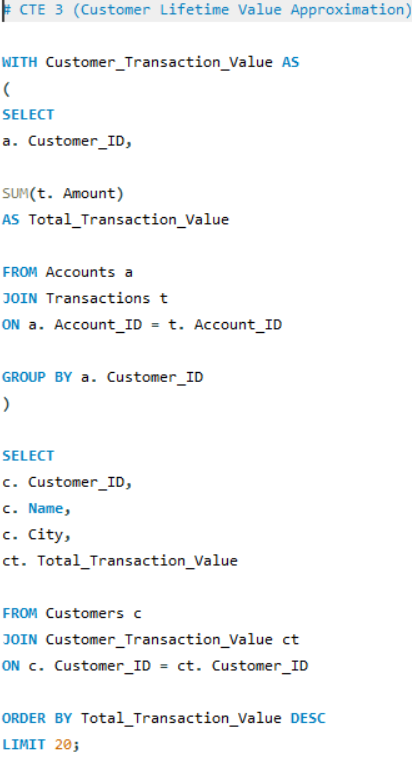 # CTE 3 (Customer Lifetime Value Approximation)
WITH Customer_Transaction_Value AS
(
SELECT
a. Customer_ID,
SUM(t. Amount)
AS Total_Transaction_Value
FROM Accounts a
JOIN Transactions t
ON a. Account_ID = t. Account_ID
GROUP BY a. Customer_ID
)
SELECT
c. Customer_ID,
c. Name,
c. City,
ct. Total_Transaction_Value
FROM Customers c
JOIN Customer_Transaction_Value ct
ON c. Customer_ID = ct. Customer_ID
ORDER BY Total_Transaction_Value DESC
LIMIT 20;